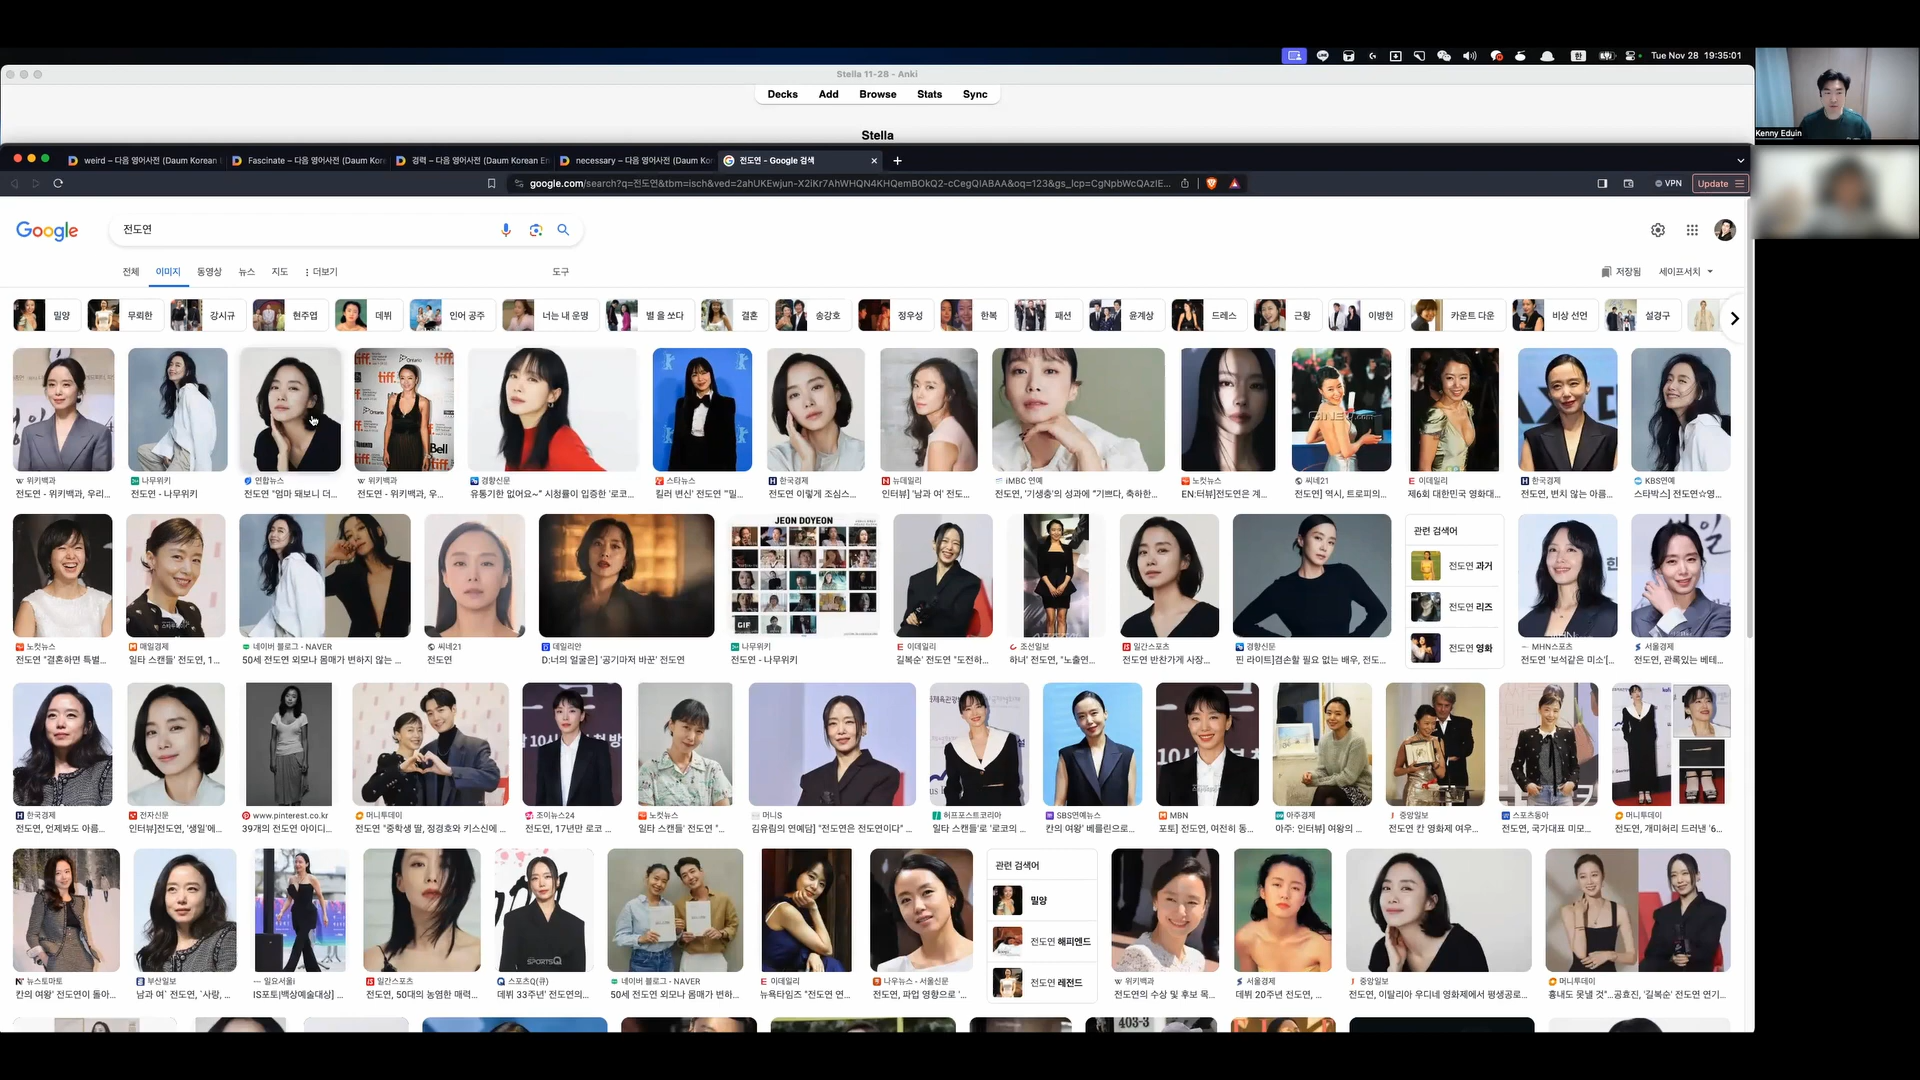 Tue Nov 28 19:35:01
Stella 11-28 - Anki
Decks Add Browse Stats Sync
Stella
Kenny Eduin
weird – 다음 영어사전 (Daum Korean
Fascinate – 다음 영어사전 (Daum Kor
경력 – 다음 영어사전 (Daum Korean En
necessary – 다음 영어사전 (Daum Ko
전도연 - Google 검색
VPN
Update
Google
전도연
전체 이미지 동영상 뉴스 지도 더보기 도구 저장됨 세이프서치
밀양 무뢰한 강시규 현주엽 데뷔 인어 공주 너는 내 운명 별 을 쏘다 결혼 송강호 정우성 한복 패션 윤계상 드레스 근황 이병헌 카운트 다운 비상 선언 설경구
위키백과 나무위키 연합뉴스 위키백과 경향신문 스타뉴스 한국경제 뉴데일리 iMBC 연예 노컷뉴스 씨네21 이데일리 한국경제 KBS연예
전도연 - 위키백과, 우리...
전도연 - 나무위키
전도연 "엄마 돼보니 더...
전도연 - 위키백과, 우...
유통기한 없어요~" 시청률이 입증한 '로코...
킬러 변신' 전도연 "'밀...
전도연 이렇게 조심스...
인터뷰] '남과 여' 전도...
전도연, '기생충'의 성과에 "기쁘다, 축하한...
EN:터뷰]전도연은 계...
전도연] 역시, 트로피의...
제6회 대한민국 영화대...
전도연, 변치 않는 아름...
스타박스] 전도연☆영...
JEON DOYEON
GIF
관련 검색어
전도연 과거
전도연 리즈
전도연 영화
노컷뉴스 매일경제 네이버 블로그 - NAVER 씨네21 데일리안 나무위키 이데일리 조선일보 일간스포츠 경향신문 MHN스포츠 서울경제
전도연 "결혼하면 특별...
일타 스캔들' 전도연, 1...
50세 전도연 외모나 몸매가 변하지 않는 ...
전도연
D:너의 얼굴은] '공기마저 바꾼' 전도연
전도연 - 나무위키
길복순' 전도연 "도전하...
하녀' 전도연, "노출연...
전도연 반찬가게 사장...
핀 라이트]겸손할 필요 없는 배우, 전도...
전도연 '보석같은 미소'[...
전도연, 관록있는 베테...
한국경제 전자신문 www.pinterest.co.kr 머니투데이 조이뉴스24 노컷뉴스 머니S 허프포스트코리아 SBS연예뉴스 MBN 아주경제 중앙일보 스포츠동아 머니투데이
전도연, 언제봐도 아름...
인터뷰]전도연, '생일'에...
39개의 전도연 아이디...
전도연 "중학생 딸, 정경호와 키스신에 ...
전도연, 17년만 로코 ...
일타 스캔들' 전도연 "...
김유림의 연예담] "전도연은 전도연이다" ...
일타 스캔들'로 '로코의 ...
칸의 여왕' 베를린으로...
포토] 전도연, 여전히 동...
아주: 인터뷰] 여왕의 ...
전도연 칸 영화제 여우...
전도연, 국가대표 미모...
전도연, 개미허리 드러낸 '6...
SPORTSQ
관련 검색어
밀양
전도연 해피엔드
전도연 레전드
뉴스토마토 부산일보 일요서울i 일간스포츠 스포츠Q(큐) 네이버 블로그 - NAVER 이데일리 나우뉴스 - 서울신문 위키백과 서울경제 중앙일보 머니투데이
칸의 여왕' 전도연이 돌아...
남과 여' 전도연, '사랑, ...
IS포토|백상예술대상] ...
전도연, 50대의 농염한 매력...
데뷔 33주년' 전도연의...
50세 전도연 외모나 몸매가 변하...
뉴욕타임즈 "전도연 연...
전도연, 파업 영향으로 '...
전도연의 수상 및 후보 목...
데뷔 20주년 전도연, ...
전도연, 이탈리아 우디네 영화제에서 평생공로...
흉내도 못낼 것"...공효진, '길복순' 전도연 연기...
403-3